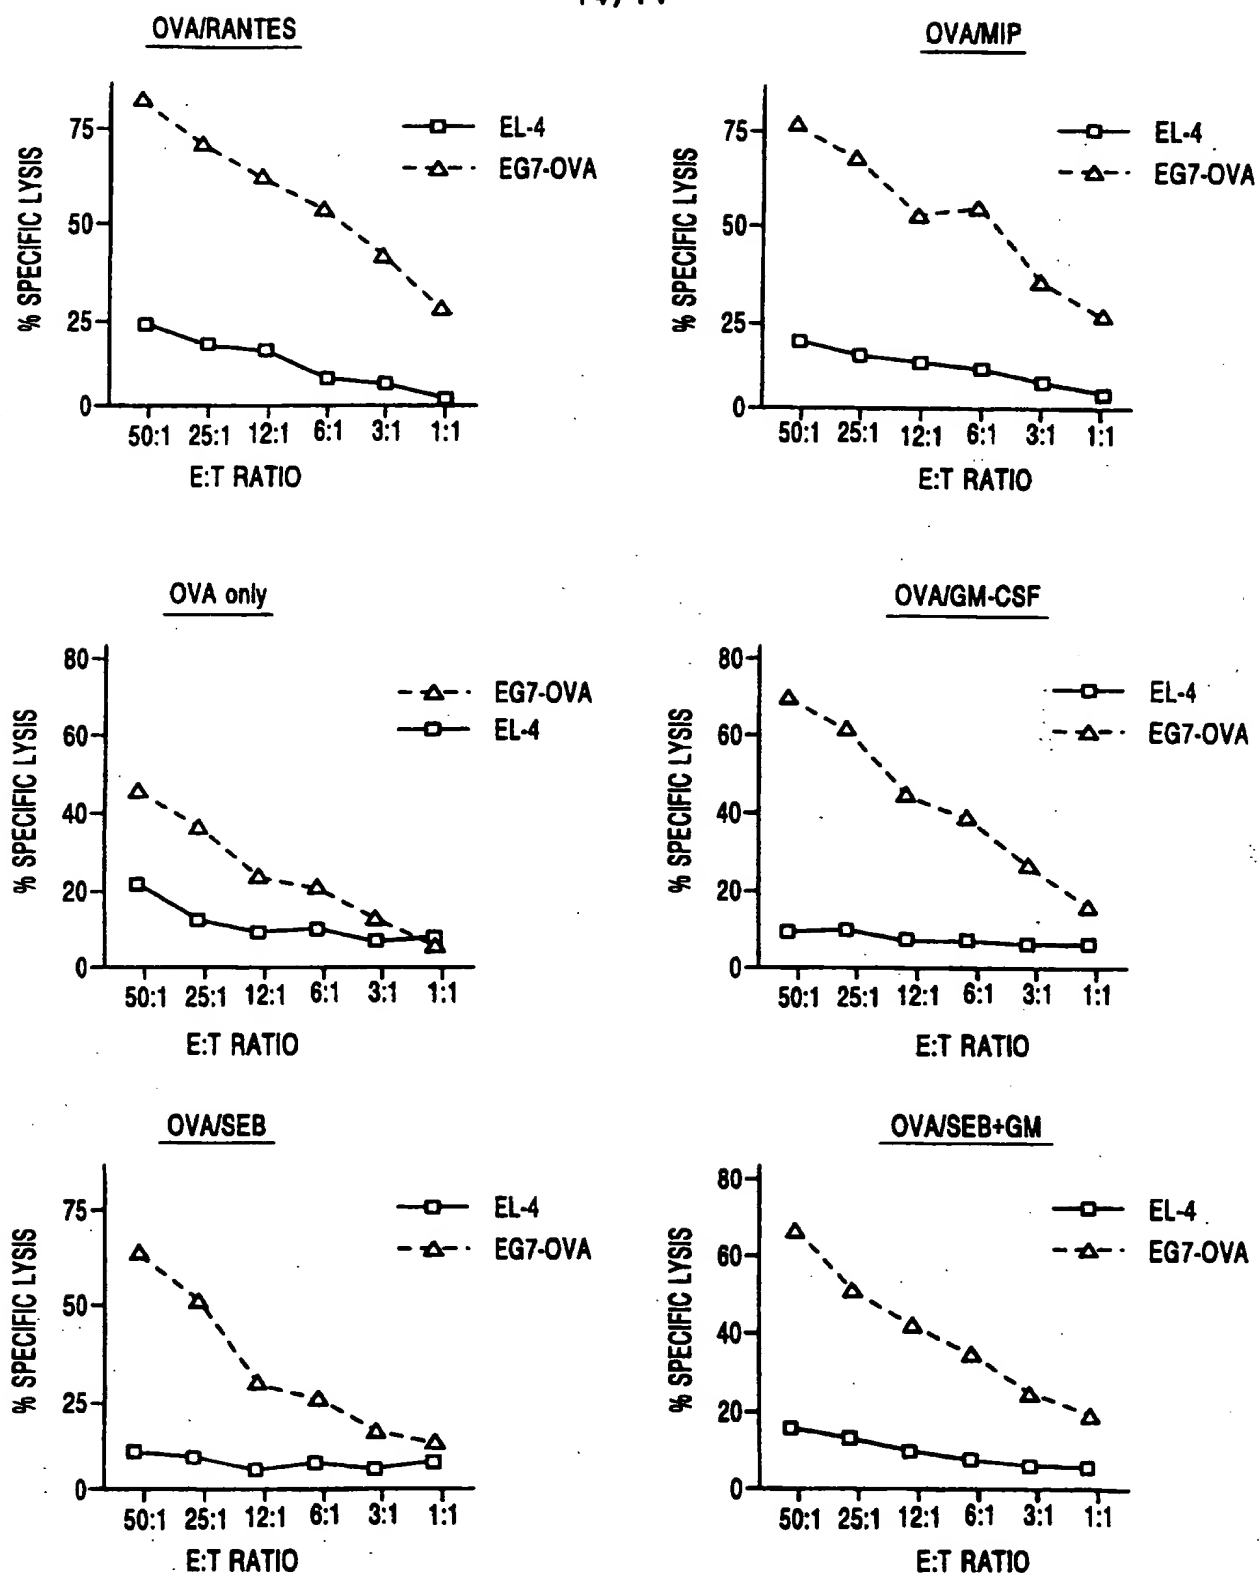 OVA/RANTES
% SPECIFIC LYSIS
75
50
25
0
50:1 25:1 12:1 6:1 3:1 1:1
E:T RATIO
EL-4
EG7-OVA
OVA/MIP
% SPECIFIC LYSIS
75
50
25
0
50:1 25:1 12:1 6:1 3:1 1:1
E:T RATIO
EL-4
EG7-OVA
OVA only
% SPECIFIC LYSIS
80
60
40
20
0
50:1 25:1 12:1 6:1 3:1 1:1
E:T RATIO
EG7-OVA
EL-4
OVA/GM-CSF
% SPECIFIC LYSIS
80
60
40
20
0
50:1 25:1 12:1 6:1 3:1 1:1
E:T RATIO
EL-4
EG7-OVA
OVA/SEB
% SPECIFIC LYSIS
75
50
25
0
50:1 25:1 12:1 6:1 3:1 1:1
E:T RATIO
EL-4
EG7-OVA
OVA/SEB+GM
% SPECIFIC LYSIS
80
60
40
20
0
50:1 25:1 12:1 6:1 3:1 1:1
E:T RATIO
EL-4
EG7-OVA